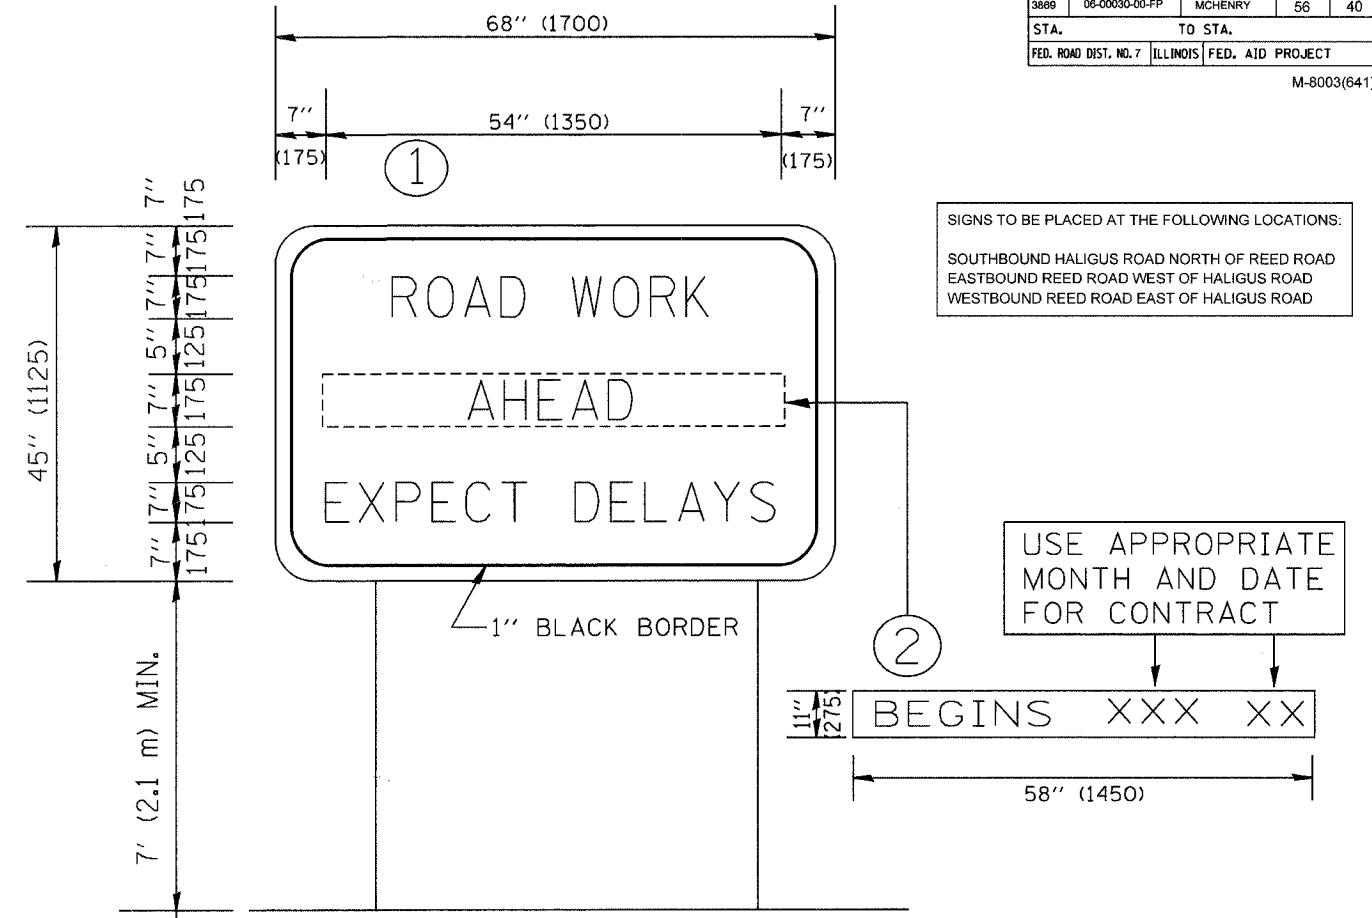 3869 06-00030-00-FP MCHENRY 56 40
STA. TO STA.
FED. ROAD DIST. NO. 7 ILLINOIS FED. AID PROJECT
M-8003(641)
68'' (1700)
7'' 54'' (1350) 7''
(175) (175)
1
7'' 175
7'' 175
7'' 175
5'' 125
7'' 175
5'' 125
7'' 175
7'' 175
45'' (1125)
ROAD WORK
AHEAD
EXPECT DELAYS
1'' BLACK BORDER
7' (2.1 m) MIN.
SIGNS TO BE PLACED AT THE FOLLOWING LOCATIONS:
SOUTHBOUND HALIGUS ROAD NORTH OF REED ROAD
EASTBOUND REED ROAD WEST OF HALIGUS ROAD
WESTBOUND REED ROAD EAST OF HALIGUS ROAD
USE APPROPRIATE
MONTH AND DATE
FOR CONTRACT
2
11'' (275)
BEGINS XXX XX
58'' (1450)